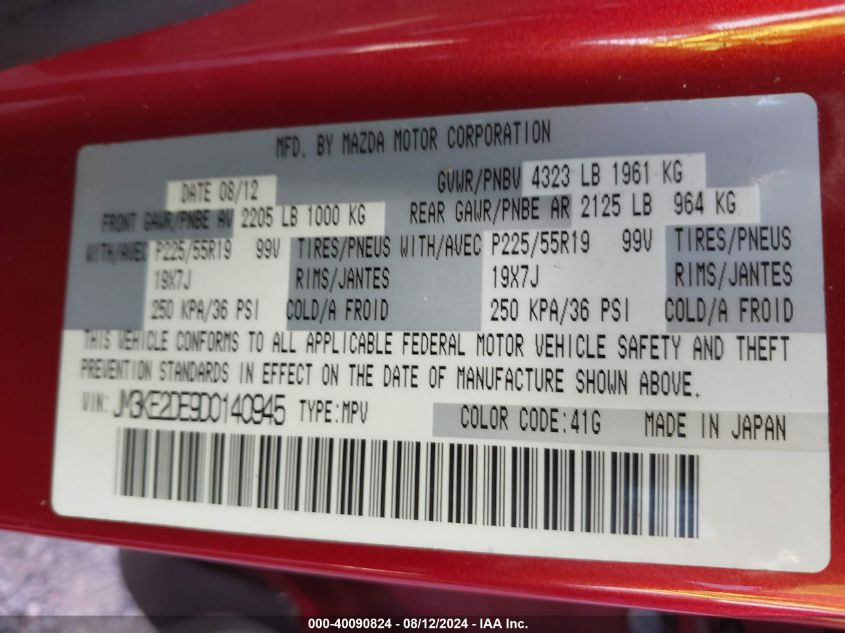 MFD. BY MAZDA MOTOR CORPORATION
DATE 08/12 GVWR/PNBV 4323 LB 1961 KG
FRONT GAWR/PNBE AV 2205 LB 1000 KG REAR GAWR/PNBE AR 2125 LB 964 KG
WITH/AVEC P225/55R19 99V TIRES/PNEUS WITH/AVEC P225/55R19 99V TIRES/PNEUS
19X7J RIMS/JANTES 19X7J RIMS/JANTES
250 KPA/36 PSI COLD/A FROID 250 KPA/36 PSI COLD/A FROID
THIS VEHICLE CONFORMS TO ALL APPLICABLE FEDERAL MOTOR VEHICLE SAFETY AND THEFT
PREVENTION STANDARDS IN EFFECT ON THE DATE OF MANUFACTURE SHOWN ABOVE.
VIN: JM3KE2DE9D0140945 TYPE:MPV COLOR CODE:41G MADE IN JAPAN
000-40090824 - 08/12/2024 - IAA Inc.